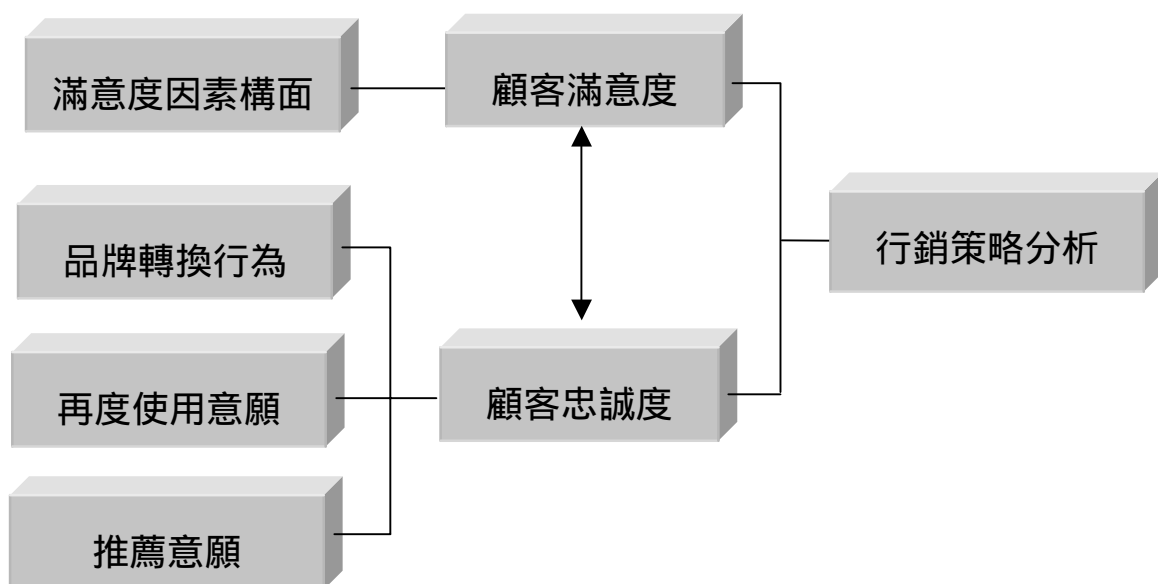 滿意度因素構面
顧客滿意度
品牌轉換行為
行銷策略分析
再度使用意願
顧客忠誠度
推薦意願